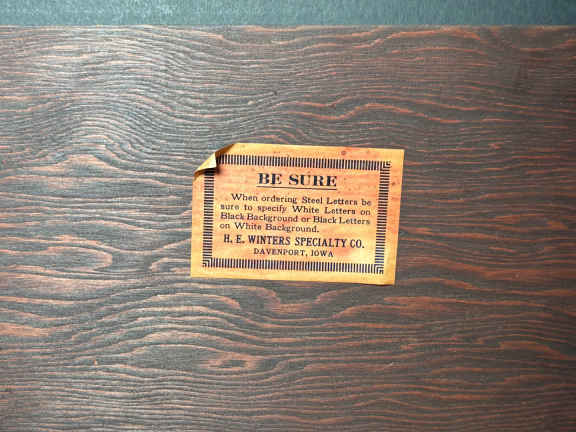 BE SURE
When ordering Steel Letters be
sure to specify White Letters on
Black Background or Black Letters
on White Background.
H. E. WINTERS SPECIALTY CO.
DAVENPORT, IOWA